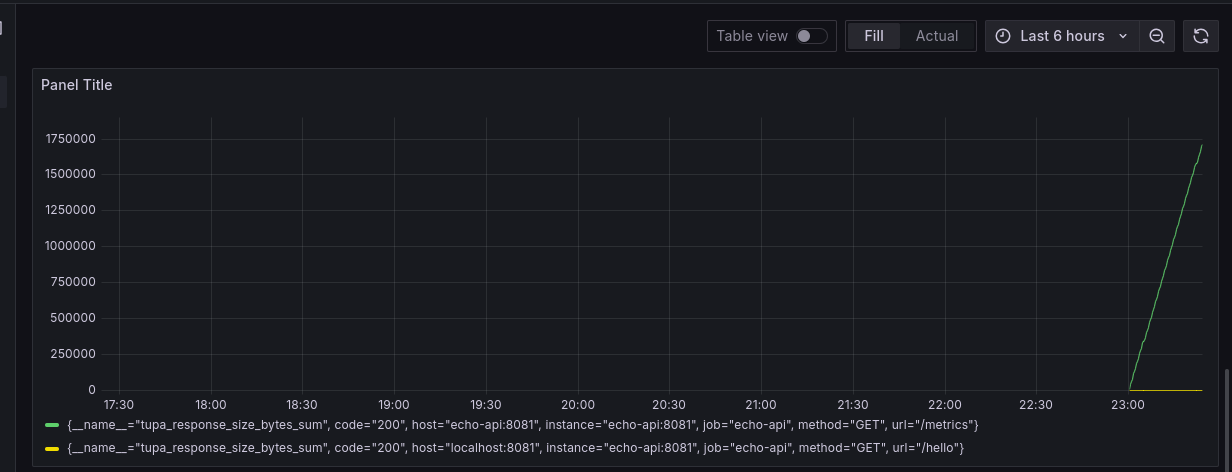 Table view Fill Actual Last 6 hours
Panel Title
1750000
1500000
1250000
1000000
750000
500000
250000
0
17:30 18:00 18:30 19:00 19:30 20:00 20:30 21:00 21:30 22:00 22:30 23:00
{__name__="tupa_response_size_bytes_sum", code="200", host="echo-api:8081", instance="echo-api:8081", job="echo-api", method="GET", url="/metrics"}
{__name__="tupa_response_size_bytes_sum", code="200", host="localhost:8081", instance="echo-api:8081", job="echo-api", method="GET", url="/hello"}